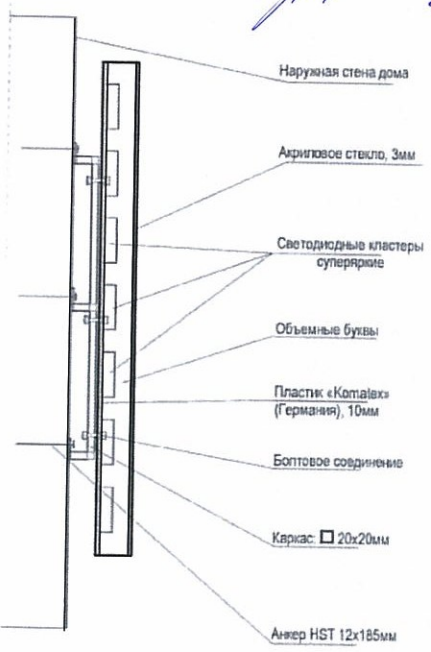 Наружная стена дома
Акриловое стекло, 3мм
Светодиодные кластеры
суперяркие
Объемные буквы
Пластик «Komatex»
(Германия), 10мм
Болтовое соединение
Каркас: 20х20мм
Анкер HST 12х185мм